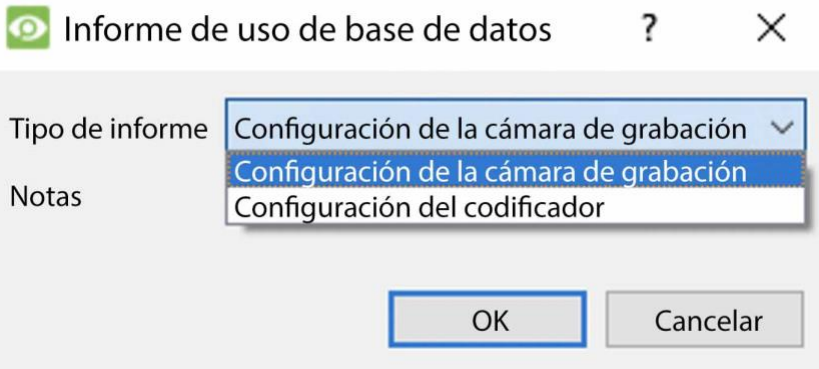 Informe de uso de base de datos ?
Tipo de informe Configuración de la cámara de grabación
Configuración de la cámara de grabación
Notas
Configuración del codificador
OK Cancelar